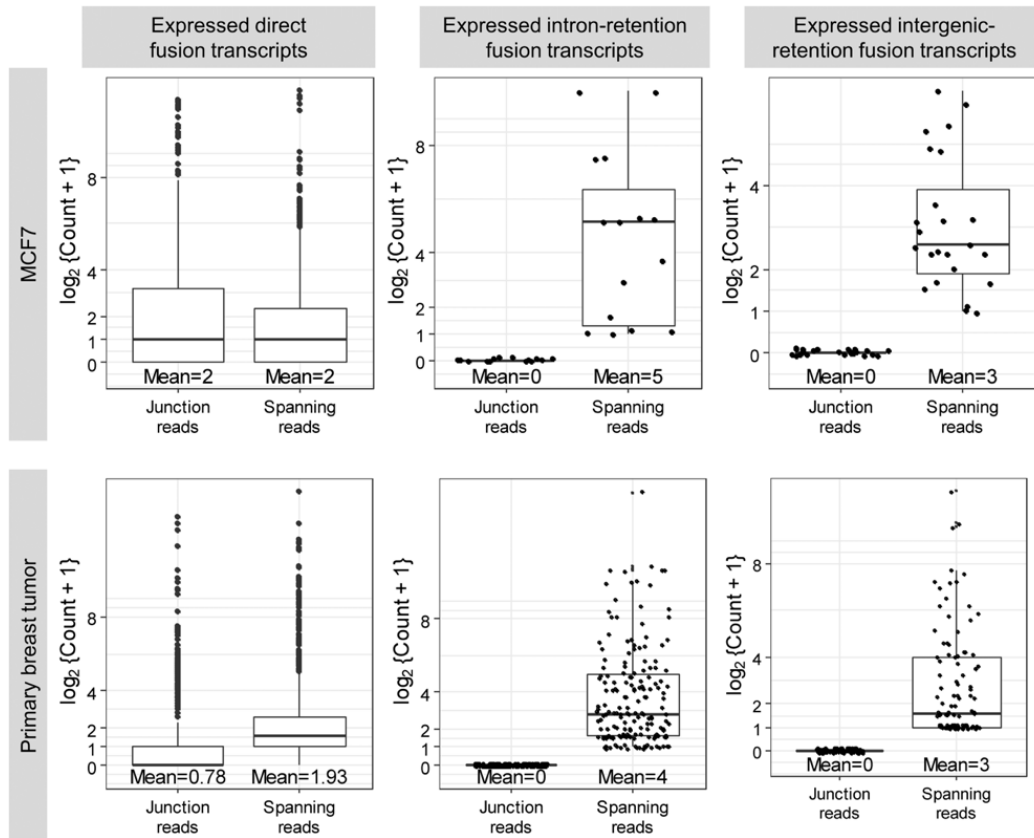 Expressed direct
fusion transcripts
Expressed intron-retention
fusion transcripts
Expressed intergenic-
retention fusion transcripts
MCF7
log₂ {Count + 1}
8
4
2
1
0
Mean=2
Mean=2
Junction
reads
Spanning
reads
log₂ {Count + 1}
8
4
2
1
0
Mean=0
Mean=5
Junction
reads
Spanning
reads
log₂ {Count + 1}
4
2
1
0
Mean=0
Mean=3
Junction
reads
Spanning
reads
Primary breast tumor
log₂ {Count + 1}
8
4
2
1
0
Mean=0.78
Mean=1.93
Junction
reads
Spanning
reads
log₂ {Count + 1}
8
4
2
1
0
Mean=0
Mean=4
Junction
reads
Spanning
reads
log₂ {Count + 1}
8
4
2
1
0
Mean=0
Mean=3
Junction
reads
Spanning
reads